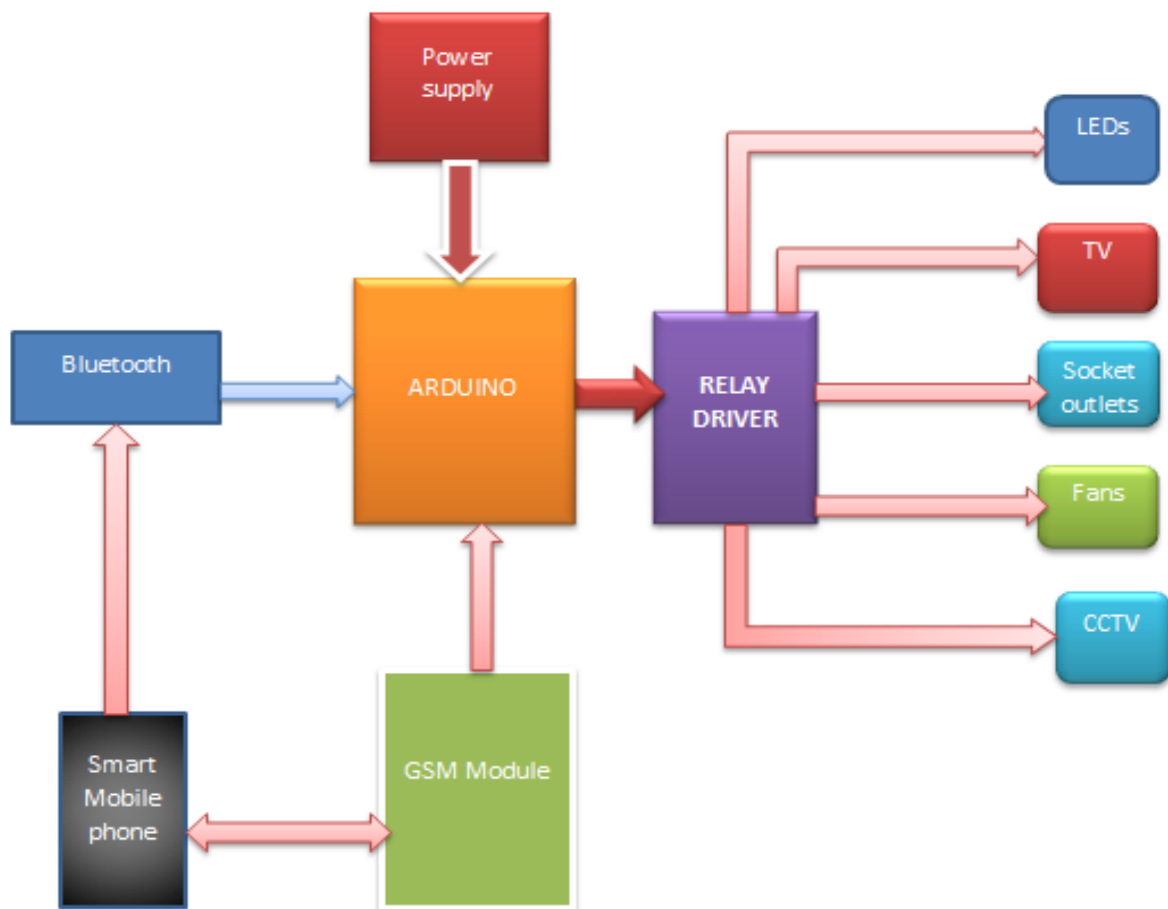 Power
supply
LEDs
TV
Bluetooth
ARDUINO
RELAY
DRIVER
Socket
outlets
Fans
CCTV
Smart
Mobile
phone
GSM Module